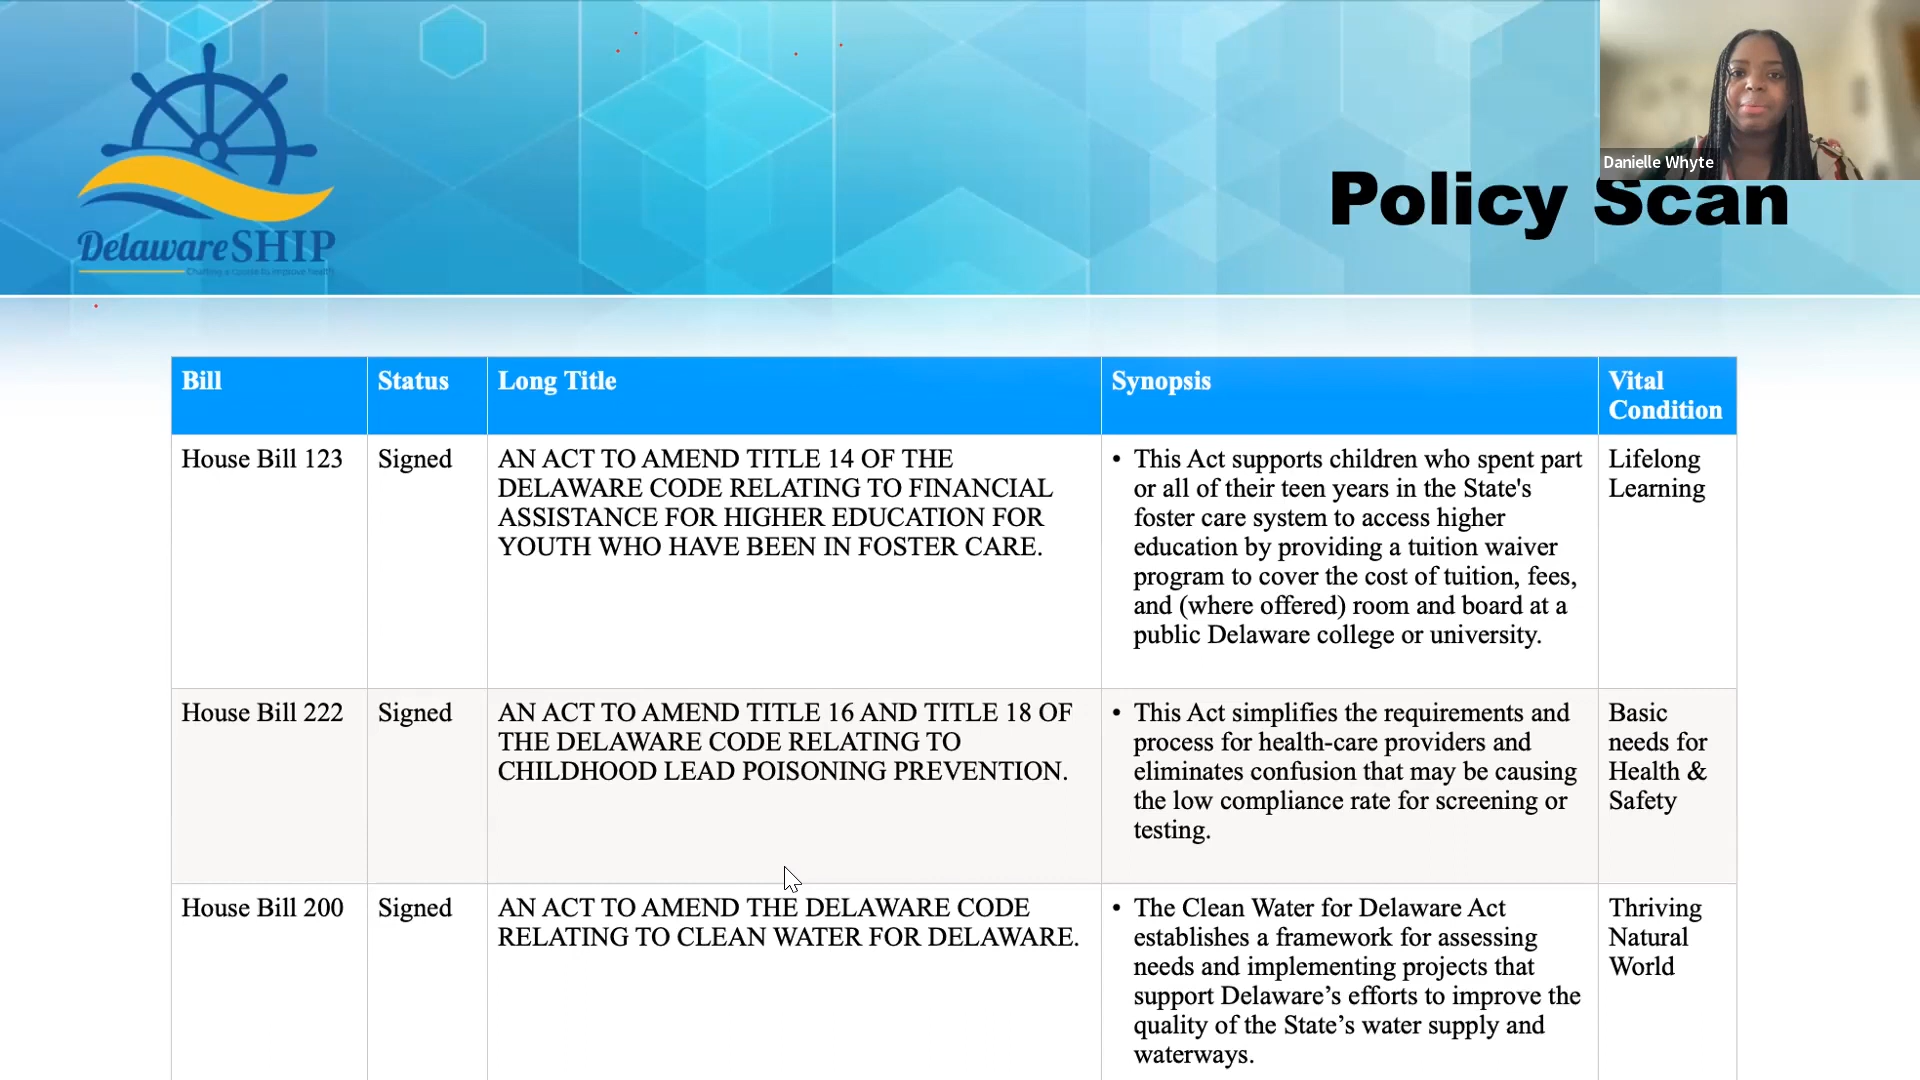 Danielle Whyte
Policy Scan
DelawareSHIP
Charting a course to improve health
Bill
Status
Long Title
Synopsis
Vital
Condition
House Bill 123
Signed
AN ACT TO AMEND TITLE 14 OF THE
DELAWARE CODE RELATING TO FINANCIAL
ASSISTANCE FOR HIGHER EDUCATION FOR
YOUTH WHO HAVE BEEN IN FOSTER CARE.
• This Act supports children who spent part
or all of their teen years in the State's
foster care system to access higher
education by providing a tuition waiver
program to cover the cost of tuition, fees,
and (where offered) room and board at a
public Delaware college or university.
Lifelong
Learning
House Bill 222
Signed
AN ACT TO AMEND TITLE 16 AND TITLE 18 OF
THE DELAWARE CODE RELATING TO
CHILDHOOD LEAD POISONING PREVENTION.
• This Act simplifies the requirements and
process for health-care providers and
eliminates confusion that may be causing
the low compliance rate for screening or
testing.
Basic
needs for
Health &
Safety
House Bill 200
Signed
AN ACT TO AMEND THE DELAWARE CODE
RELATING TO CLEAN WATER FOR DELAWARE.
• The Clean Water for Delaware Act
establishes a framework for assessing
needs and implementing projects that
support Delaware’s efforts to improve the
quality of the State’s water supply and
waterways.
Thriving
Natural
World